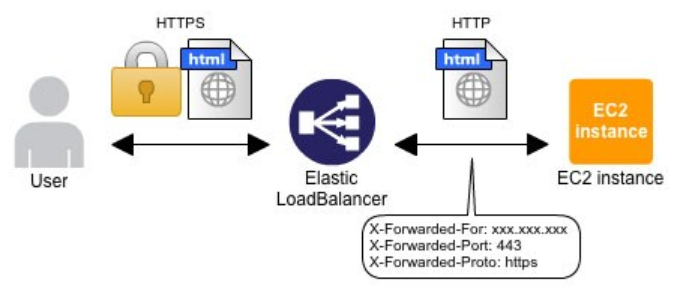 HTTPS
HTTP
html
html
EC2
instance
User
Elastic
LoadBalancer
EC2 instance
X-Forwarded-For: xxx.xxx.xxx
X-Forwarded-Port: 443
X-Forwarded-Proto: https